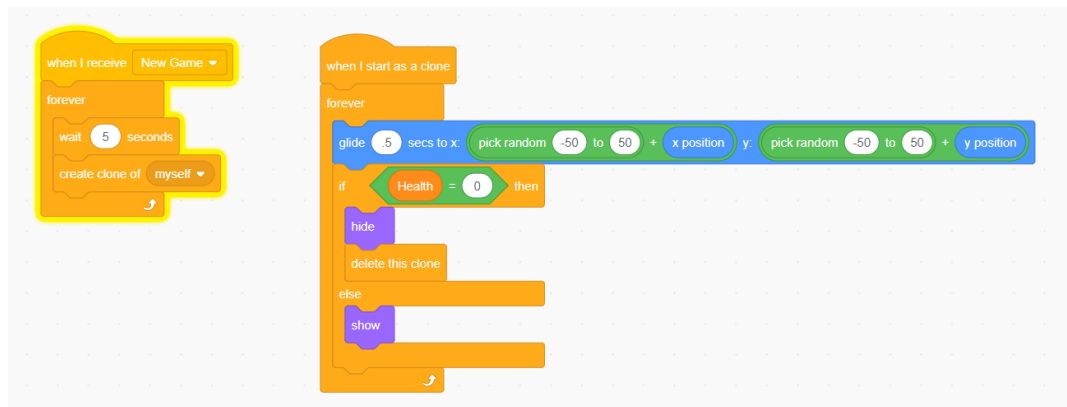 when I receive New Game
forever
wait 5 seconds
create clone of myself
when I start as a clone
forever
glide .5 secs to x: pick random -50 to 50 + x position y: pick random -50 to 50 + y position
if Health = 0 then
hide
delete this clone
else
show